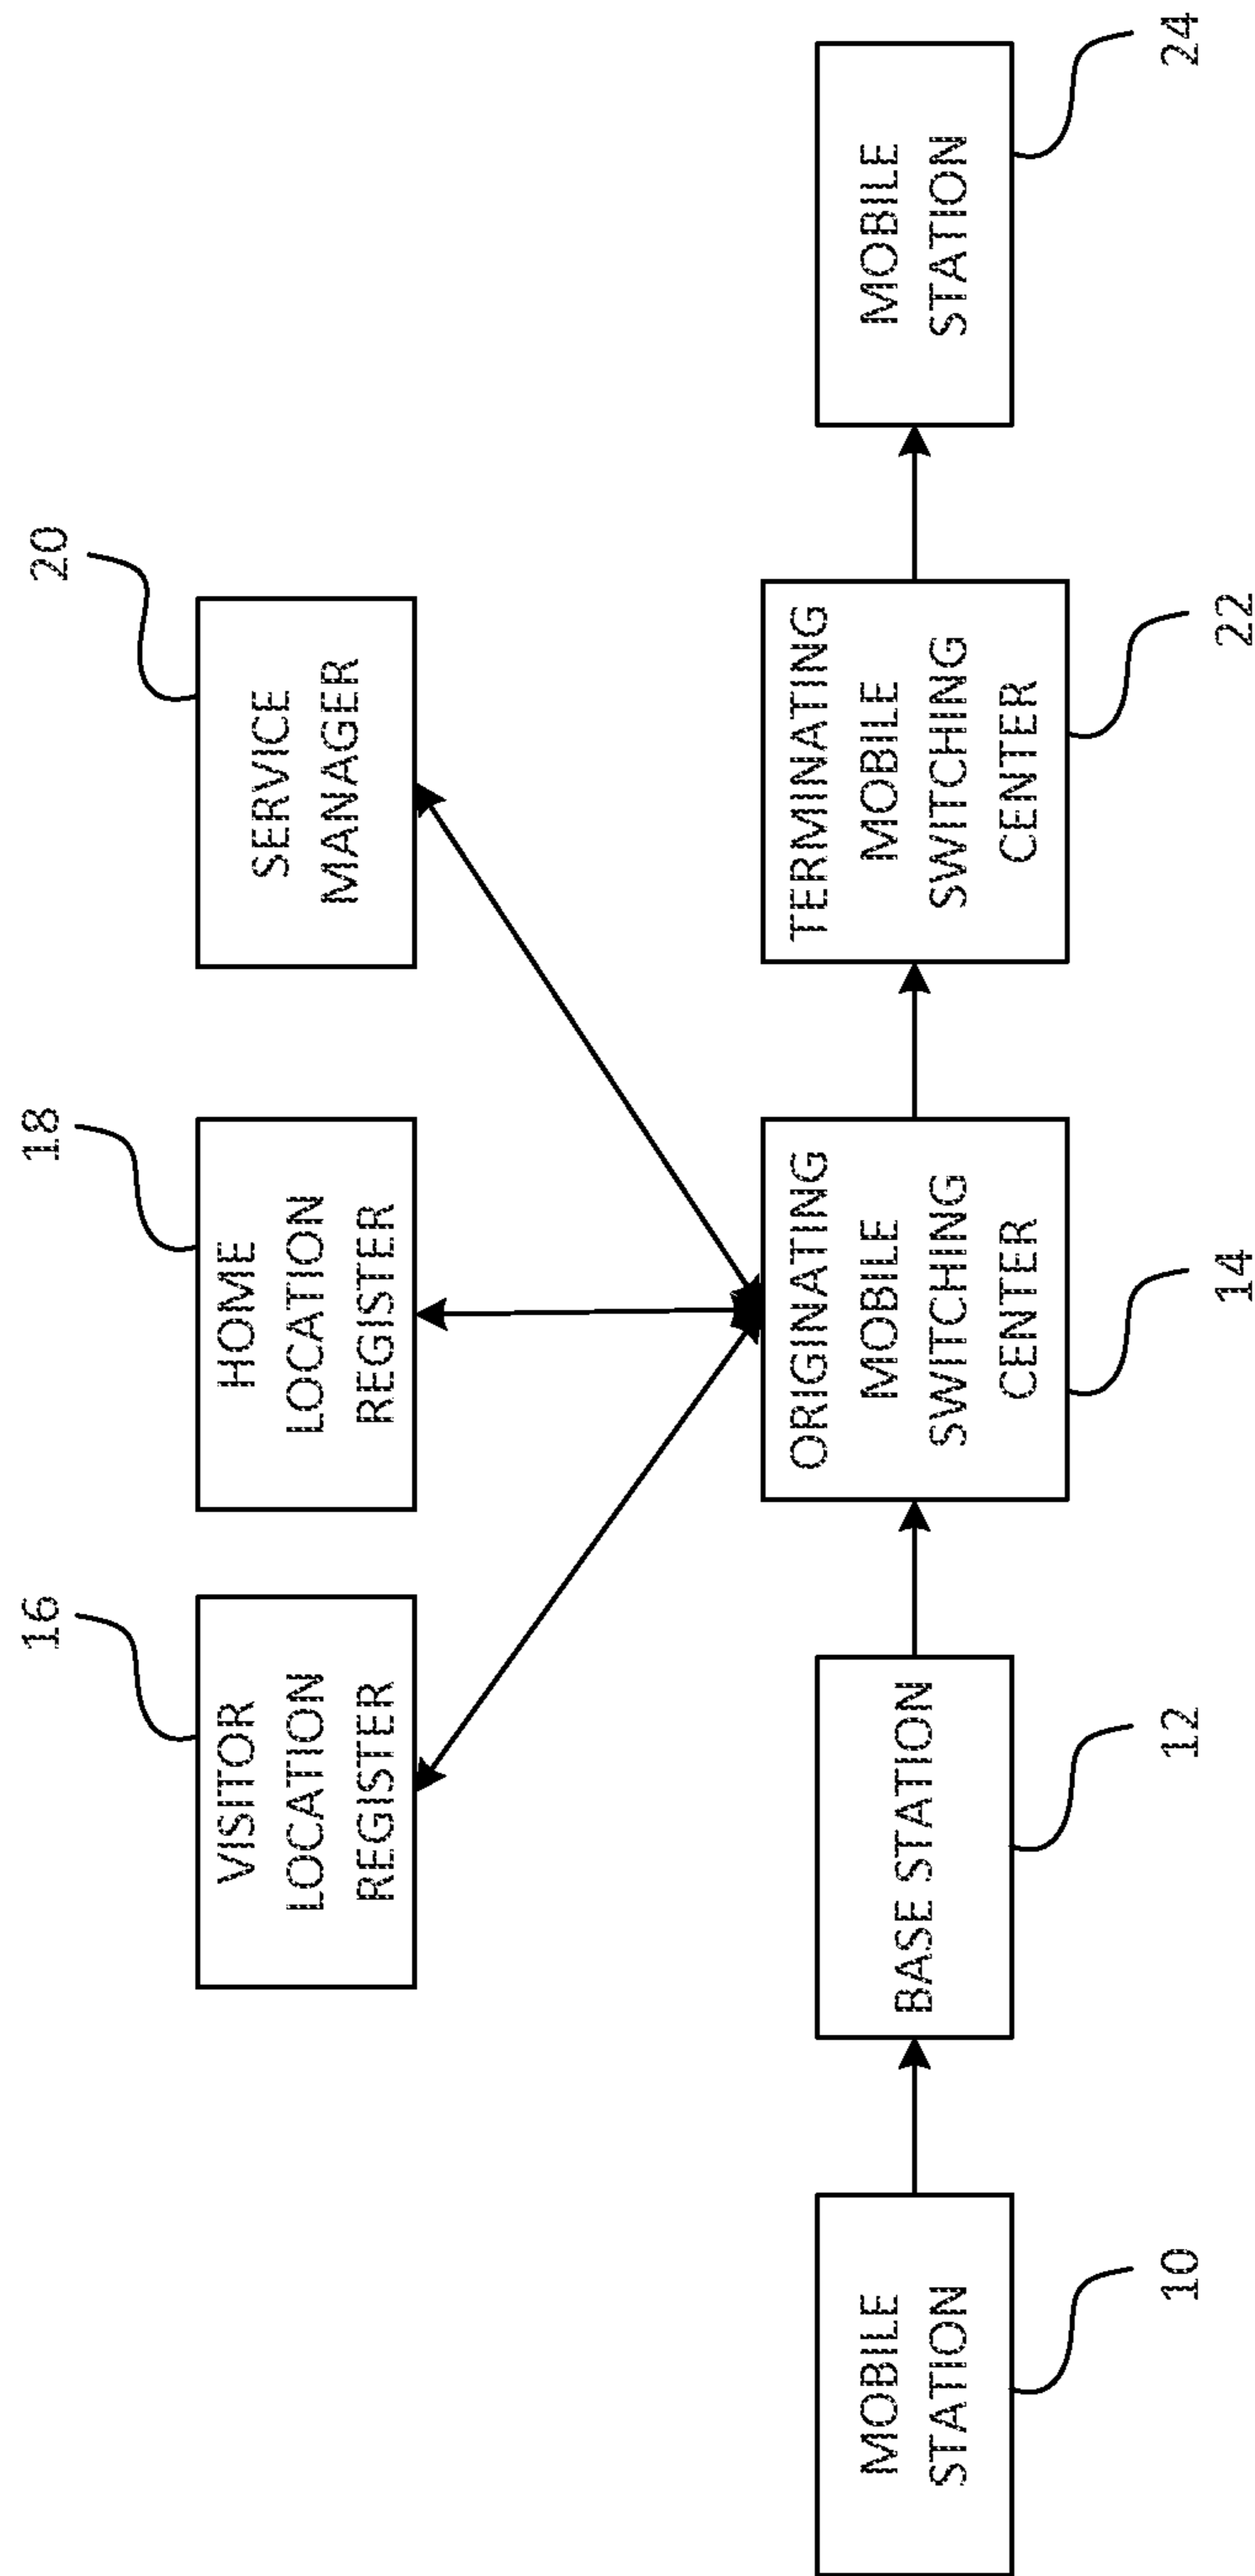 16
18
20
VISITOR
LOCATION
REGISTER
HOME
LOCATION
REGISTER
SERVICE
MANAGER
MOBILE
STATION
BASE STATION
ORIGINATING
MOBILE
SWITCHING
CENTER
TERMINATING
MOBILE
SWITCHING
CENTER
MOBILE
STATION
10
12
14
22
24